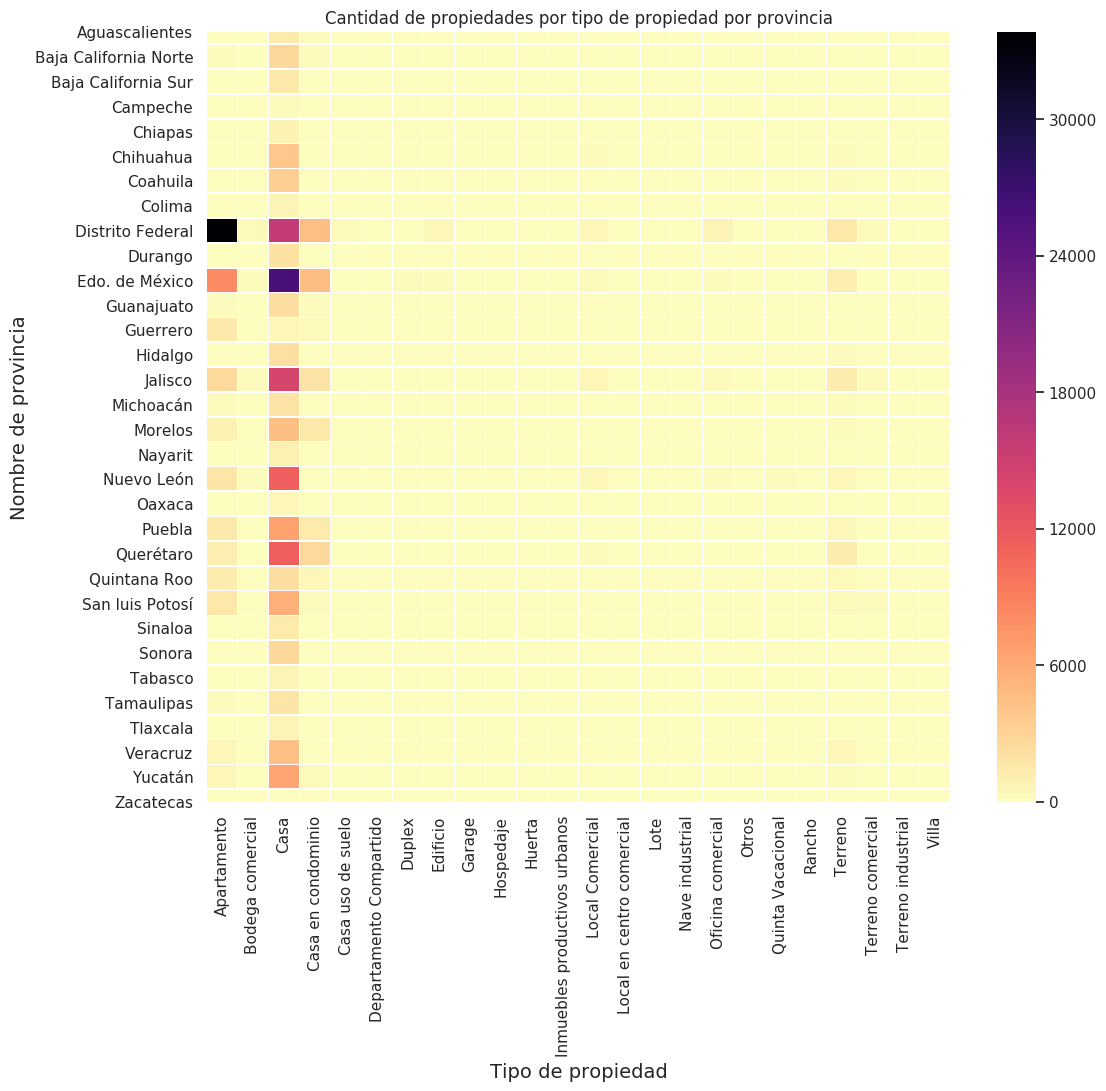 Cantidad de propiedades por tipo de propiedad por provincia
Nombre de provincia
Aguascalientes
Baja California Norte
Baja California Sur
Campeche
Chiapas
Chihuahua
Coahuila
Colima
Distrito Federal
Durango
Edo. de México
Guanajuato
Guerrero
Hidalgo
Jalisco
Michoacán
Morelos
Nayarit
Nuevo León
Oaxaca
Puebla
Querétaro
Quintana Roo
San luis Potosí
Sinaloa
Sonora
Tabasco
Tamaulipas
Tlaxcala
Veracruz
Yucatán
Zacatecas
Apartamento
Bodega comercial
Casa
Casa en condominio
Casa uso de suelo
Departamento Compartido
Duplex
Edificio
Garage
Hospedaje
Huerta
Inmuebles productivos urbanos
Local Comercial
Local en centro comercial
Lote
Nave industrial
Oficina comercial
Otros
Quinta Vacacional
Rancho
Terreno
Terreno comercial
Terreno industrial
Villa
Tipo de propiedad
30000
24000
18000
12000
6000
0